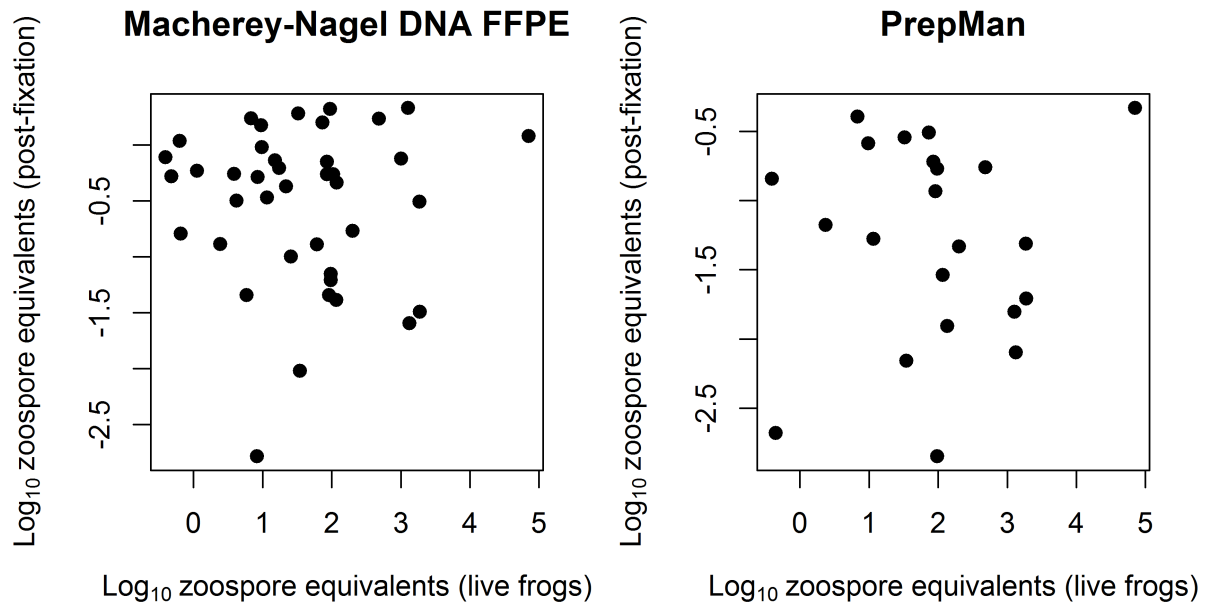 Macherey-Nagel DNA FFPE
Log10 zoospore equivalents (post-fixation)
-0.5
-1.5
-2.5
0 1 2 3 4 5
Log10 zoospore equivalents (live frogs)
PrepMan
Log10 zoospore equivalents (post-fixation)
-0.5
-1.5
-2.5
0 1 2 3 4 5
Log10 zoospore equivalents (live frogs)